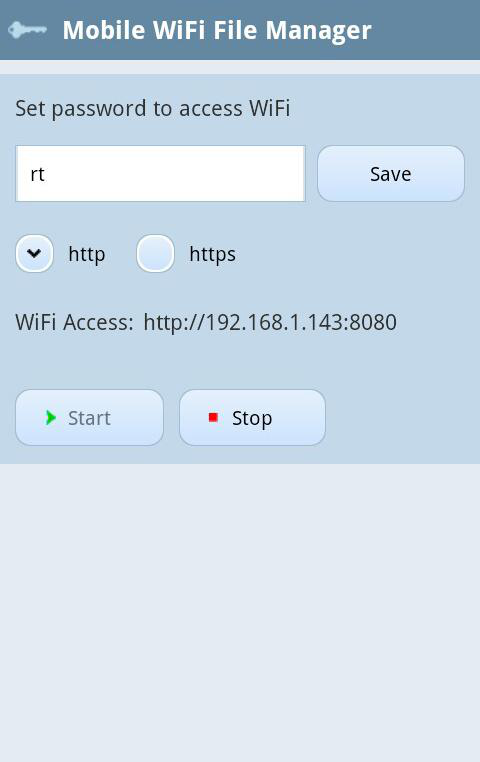 Mobile WiFi File Manager
Set password to access WiFi
rt Save
http https
WiFi Access: http://192.168.1.143:8080
Start Stop